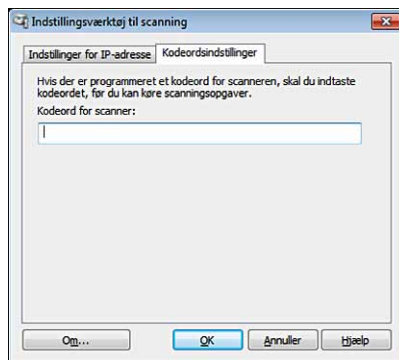 Indstillingsværktøj til scanning
Indstillinger for IP-adresse Kodeordsindstillinger
Hvis der er programmeret et kodeord for scanneren, skal du indtaste
kodeordet, før du kan køre scanningsopgaver.
Kodeord for scanner:
Om... OK Annuller Hjælp